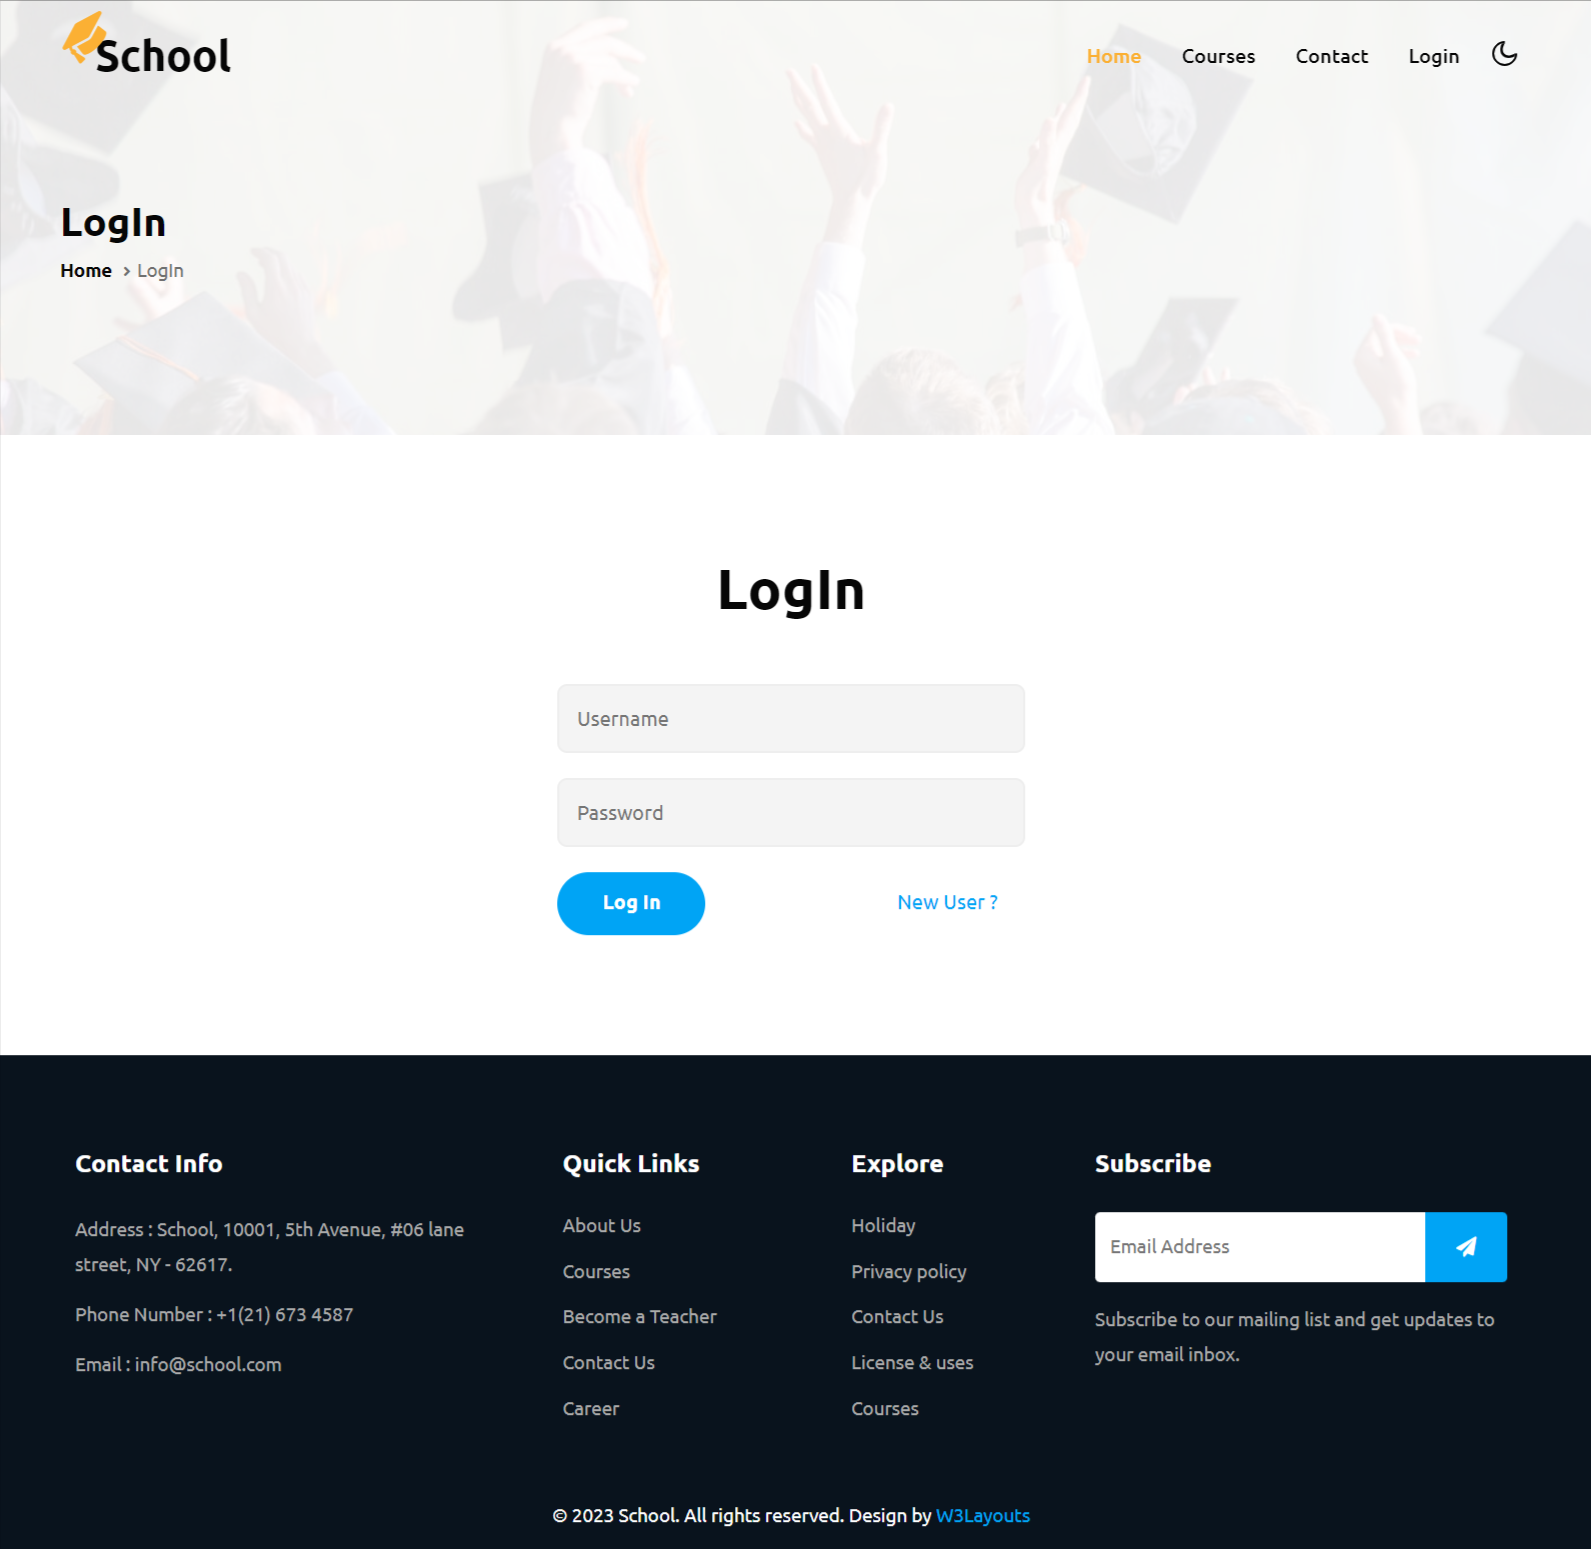 School
Home
Courses
Contact
Login
LogIn
Home > LogIn
LogIn
Username
Password
Log In
New User ?
Contact Info
Address : School, 10001, 5th Avenue, #06 lane
street, NY - 62617.
Phone Number : +1(21) 673 4587
Email : info@school.com
Quick Links
About Us
Courses
Become a Teacher
Contact Us
Career
Explore
Holiday
Privacy policy
Contact Us
License & uses
Courses
Subscribe
Email Address
Subscribe to our mailing list and get updates to
your email inbox.
© 2023 School. All rights reserved. Design by W3Layouts